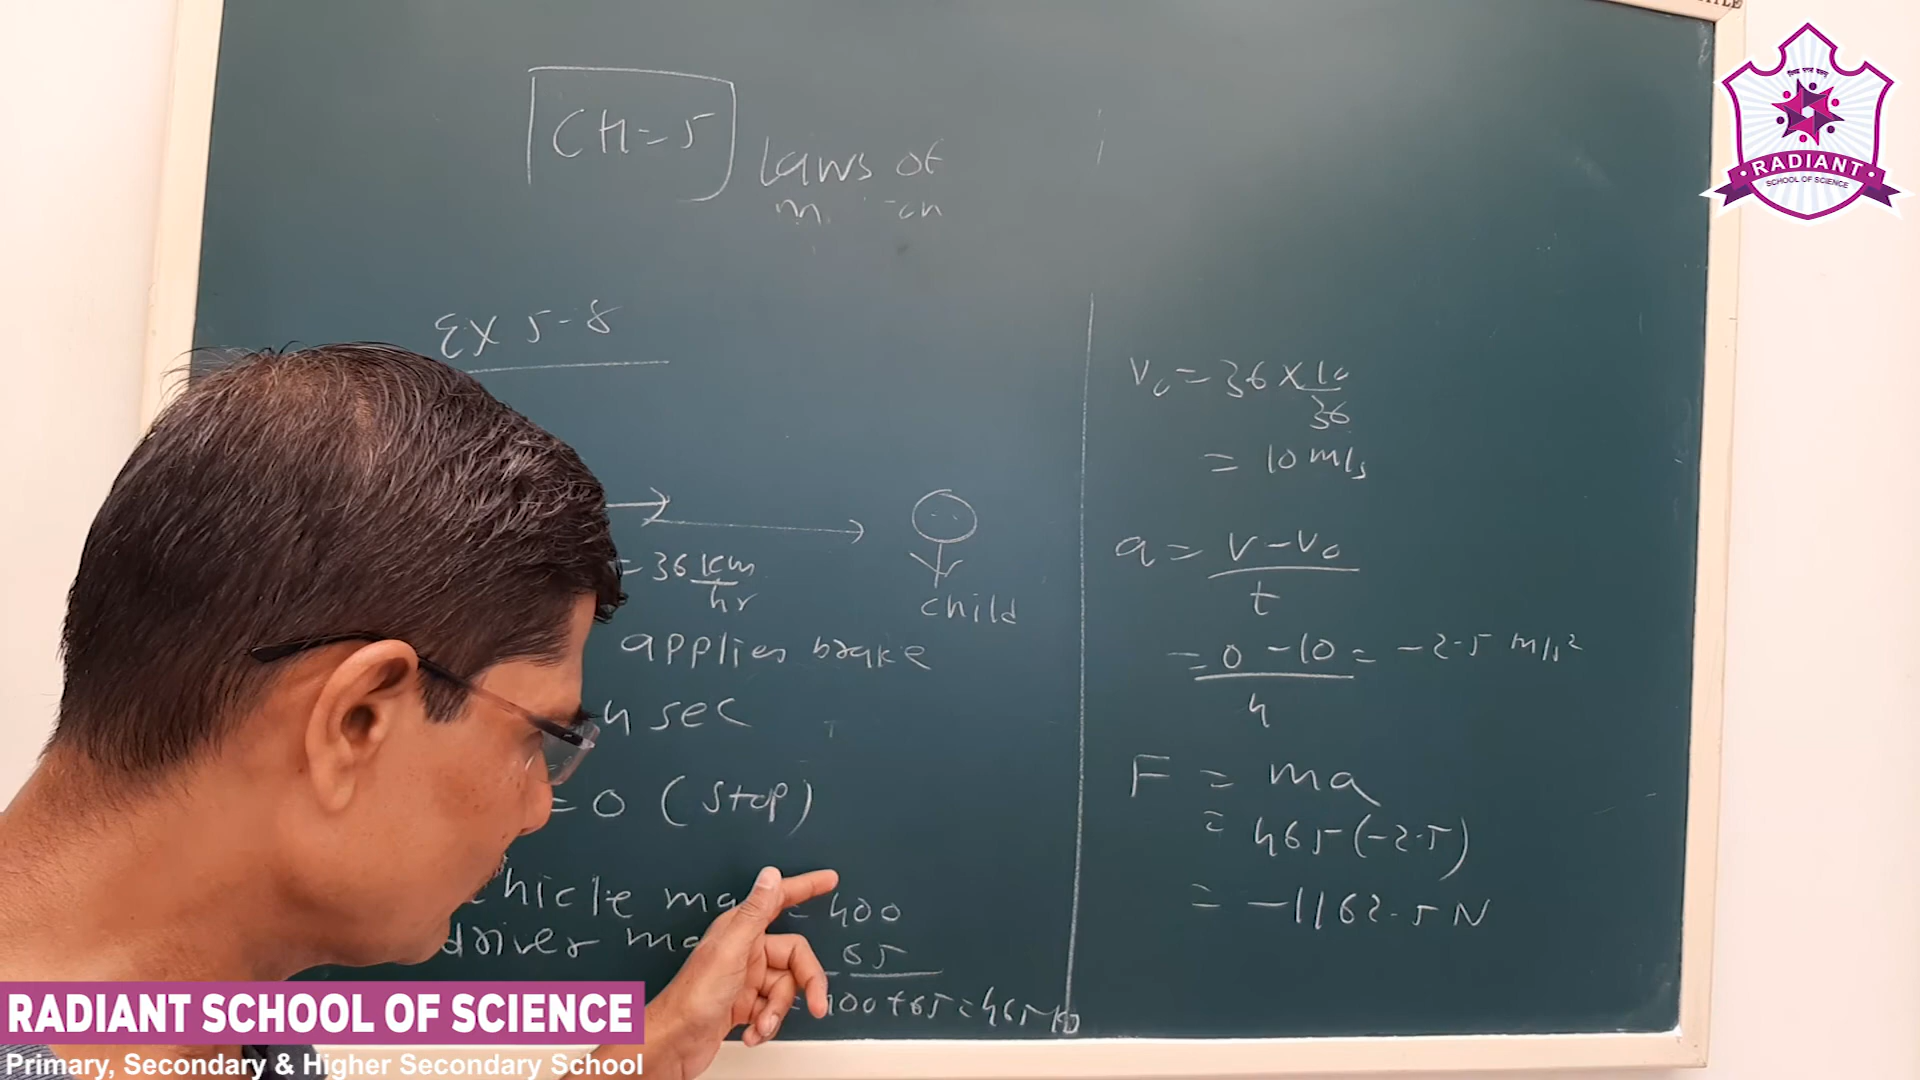 CH=5
Laws of
EX 5-8
= 36 km/hr
child
applies brake
4 sec
= 0 (stop)
hicle ma = 400
driver ma 65
= 400+65=465
V₀ = 36 × 10/36
= 10 m/s
a = V-V₀/t
= 0-10/4 = -2.5 m/s²
F = ma
= 465(-2.5)
= -1162.5 N
RADIANT
SCHOOL OF SCIENCE
RADIANT SCHOOL OF SCIENCE
Primary, Secondary & Higher Secondary School